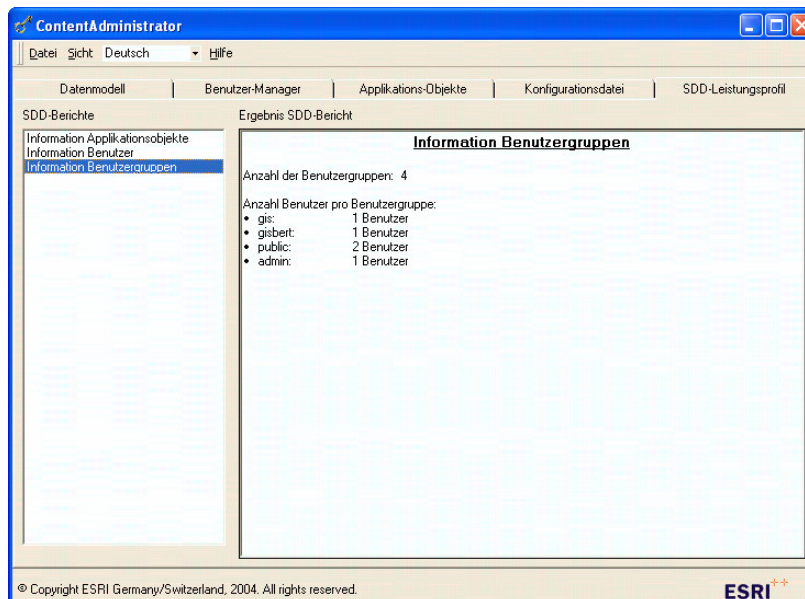 ContentAdministrator
Datei Sicht Deutsch Hilfe
Datenmodell Benutzer-Manager Applikations-Objekte Konfigurationsdatei SDD-Leistungsprofil
SDD-Berichte Ergebnis SDD-Bericht
Information Applikationsobjekte
Information Benutzer
Information Benutzergruppen
Information Benutzergruppen
Anzahl der Benutzergruppen: 4
Anzahl Benutzer pro Benutzergruppe:
• gis: 1 Benutzer
• gisbert: 1 Benutzer
• public: 2 Benutzer
• admin: 1 Benutzer
© Copyright ESRI Germany/Switzerland, 2004. All rights reserved.
ESRI++